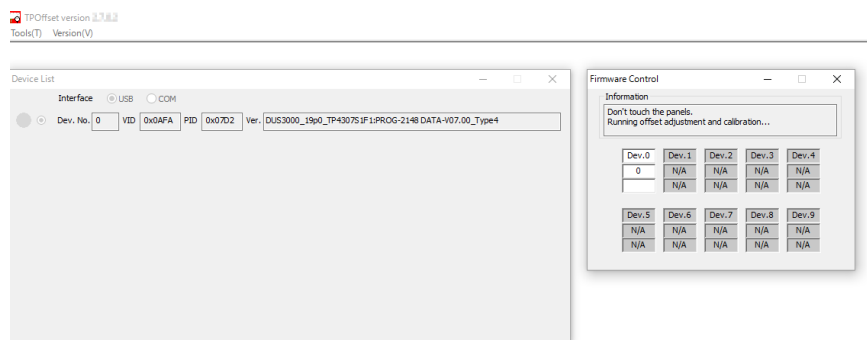 TPOffset version
Tools(T) Version(V)
Device List
Interface USB COM
Dev. No. 0 VID 0x0AFA PID 0x07D2 Ver. DUS3000_19p0_TP4307S1F1:PROG-2148 DATA-V07.00_Type4
Firmware Control
Information
Don't touch the panels.
Running offset adjustment and calibration...
Dev.0 Dev.1 Dev.2 Dev.3 Dev.4
0 N/A N/A N/A N/A
N/A N/A N/A N/A
Dev.5 Dev.6 Dev.7 Dev.8 Dev.9
N/A N/A N/A N/A N/A
N/A N/A N/A N/A N/A